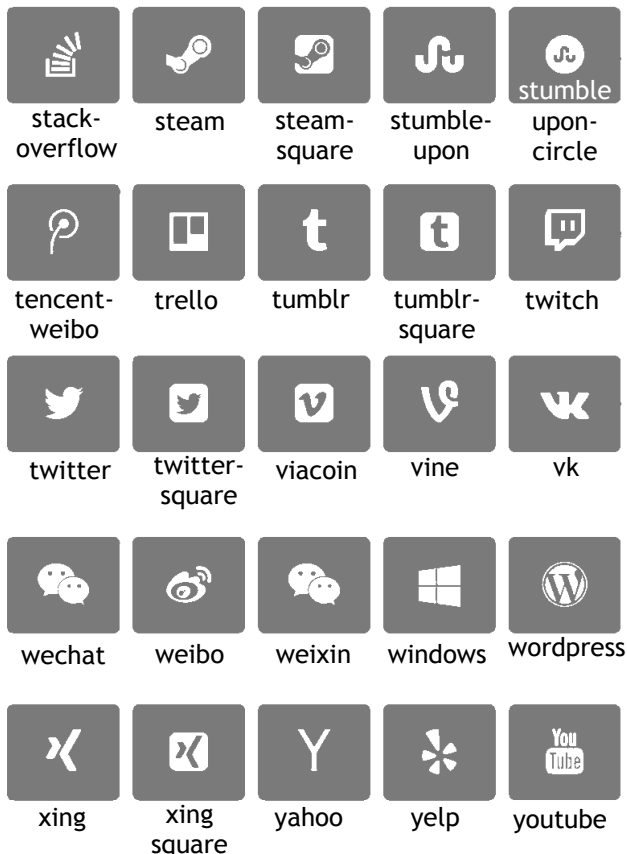 stumble
stack- steam steam- stumble- upon-
overflow square upon circle
tencent- trello tumblr tumblr- twitch
weibo square
twitter twitter- viacoin vine vk
square
wechat weibo weixin windows wordpress
You
Tube
xing xing yahoo yelp youtube
square